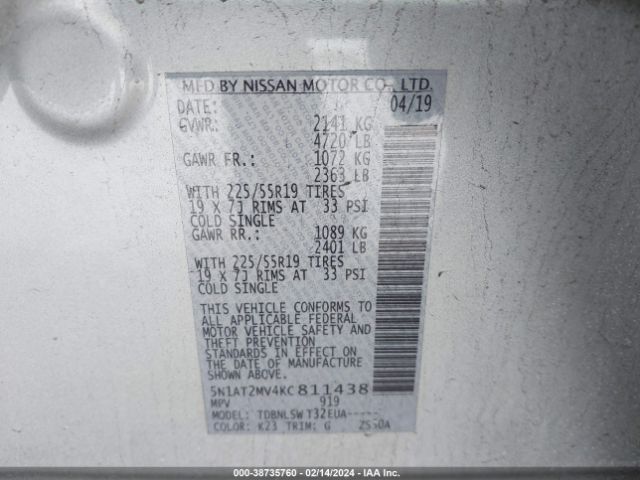 MFD BY NISSAN MOTOR CO., LTD.
DATE: 04/19
GVWR: 2141 KG
4720 LB
GAWR FR.: 1072 KG
2363 LB
WITH 225/55R19 TIRES
19 X 7J RIMS AT 33 PSI
COLD SINGLE
GAWR RR.: 1089 KG
2401 LB
WITH 225/55R19 TIRES
19 X 7J RIMS AT 33 PSI
COLD SINGLE
THIS VEHICLE CONFORMS TO
ALL APPLICABLE FEDERAL
MOTOR VEHICLE SAFETY AND
THEFT PREVENTION
STANDARDS IN EFFECT ON
THE DATE OF MANUFACTURE
SHOWN ABOVE.
5N1AT2MV4KC811438
MPV 919
MODEL: TDBNLSW T32EUA-----
COLOR: K23 TRIM: G
000-38735760 - 02/14/2024 - IAA Inc.